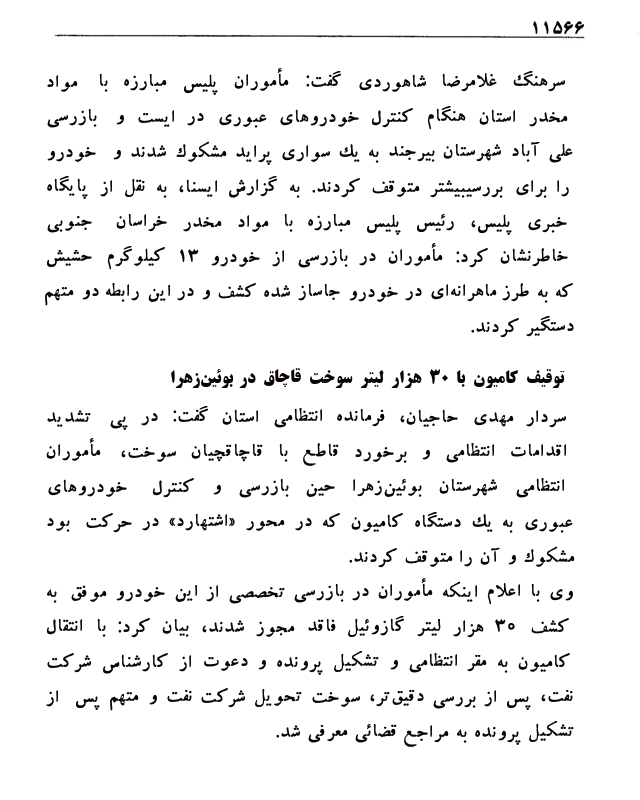 ۱۱۵۶۶
سرهنگ غلامرضا شاهوردی گفت: مأموران پلیس مبارزه با مواد
مخدر استان هنگام کنترل خودروهای عبوری در ایست و بازرسی
علی آباد شهرستان بیرجند به یك سواری پراید مشکوك شدند و خودرو
را برای بررسیبیشتر متوقف کردند. به گزارش ایسنا، به نقل از پایگاه
خبری پلیس، رئیس پلیس مبارزه با مواد مخدر خراسان جنوبی
خاطرنشان کرد: مأموران در بازرسی از خودرو ۱۳ کیلوگرم حشیش
که به طرز ماهرانه‌ای در خودرو جاساز شده کشف و در این رابطه دو متهم
دستگیر کردند.
توقیف کامیون با ۳۰ هزار لیتر سوخت قاچاق در بوئین‌زهرا
سردار مهدی حاجیان، فرمانده انتظامی استان گفت: در پی تشدید
اقدامات انتظامی و برخورد قاطع با قاچاقچیان سوخت، مأموران
انتظامی شهرستان بوئین‌زهرا حین بازرسی و کنترل خودروهای
عبوری به یك دستگاه کامیون که در محور «اشتهارد» در حرکت بود
مشکوك و آن را متوقف کردند.
وی با اعلام اینکه مأموران در بازرسی تخصصی از این خودرو موفق به
کشف ۳۰ هزار لیتر گازوئیل فاقد مجوز شدند، بیان کرد: با انتقال
کامیون به مقر انتظامی و تشکیل پرونده و دعوت از کارشناس شرکت
نفت، پس از بررسی دقیق‌تر، سوخت تحویل شرکت نفت و متهم پس از
تشکیل پرونده به مراجع قضائی معرفی شد.